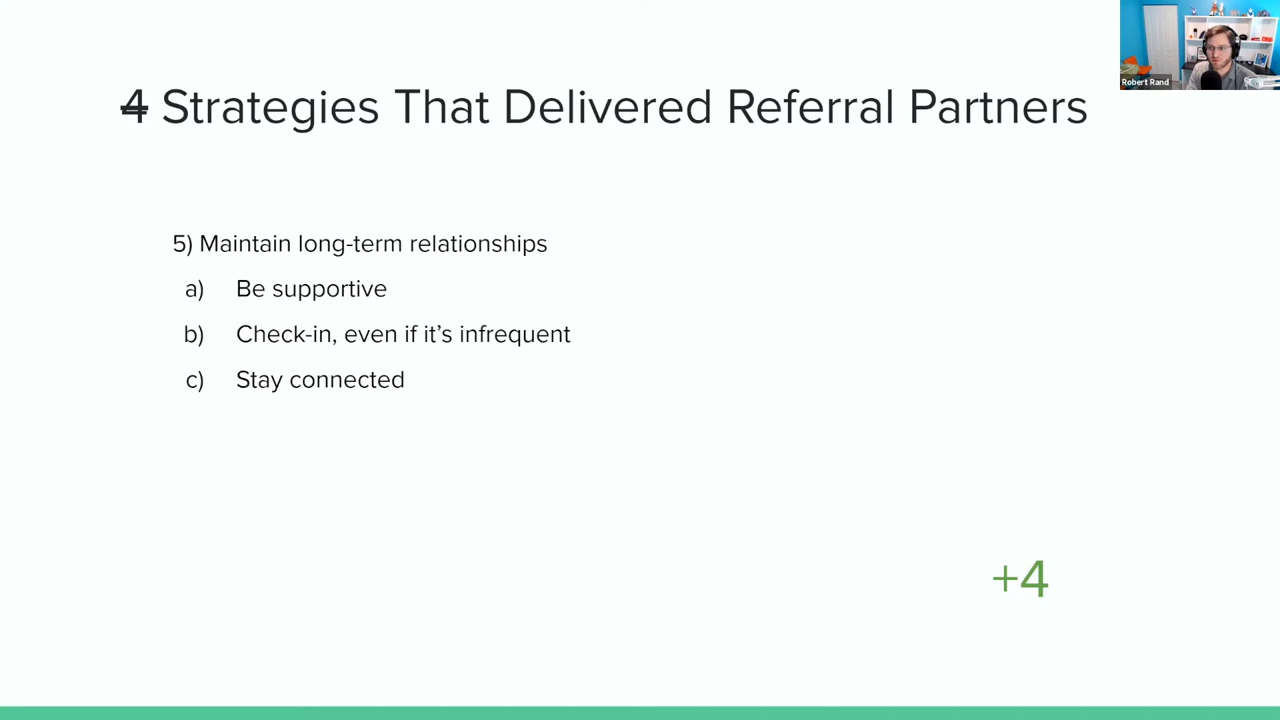 Robert Rand
4 Strategies That Delivered Referral Partners
5) Maintain long-term relationships
a) Be supportive
b) Check-in, even if it’s infrequent
c) Stay connected
+4